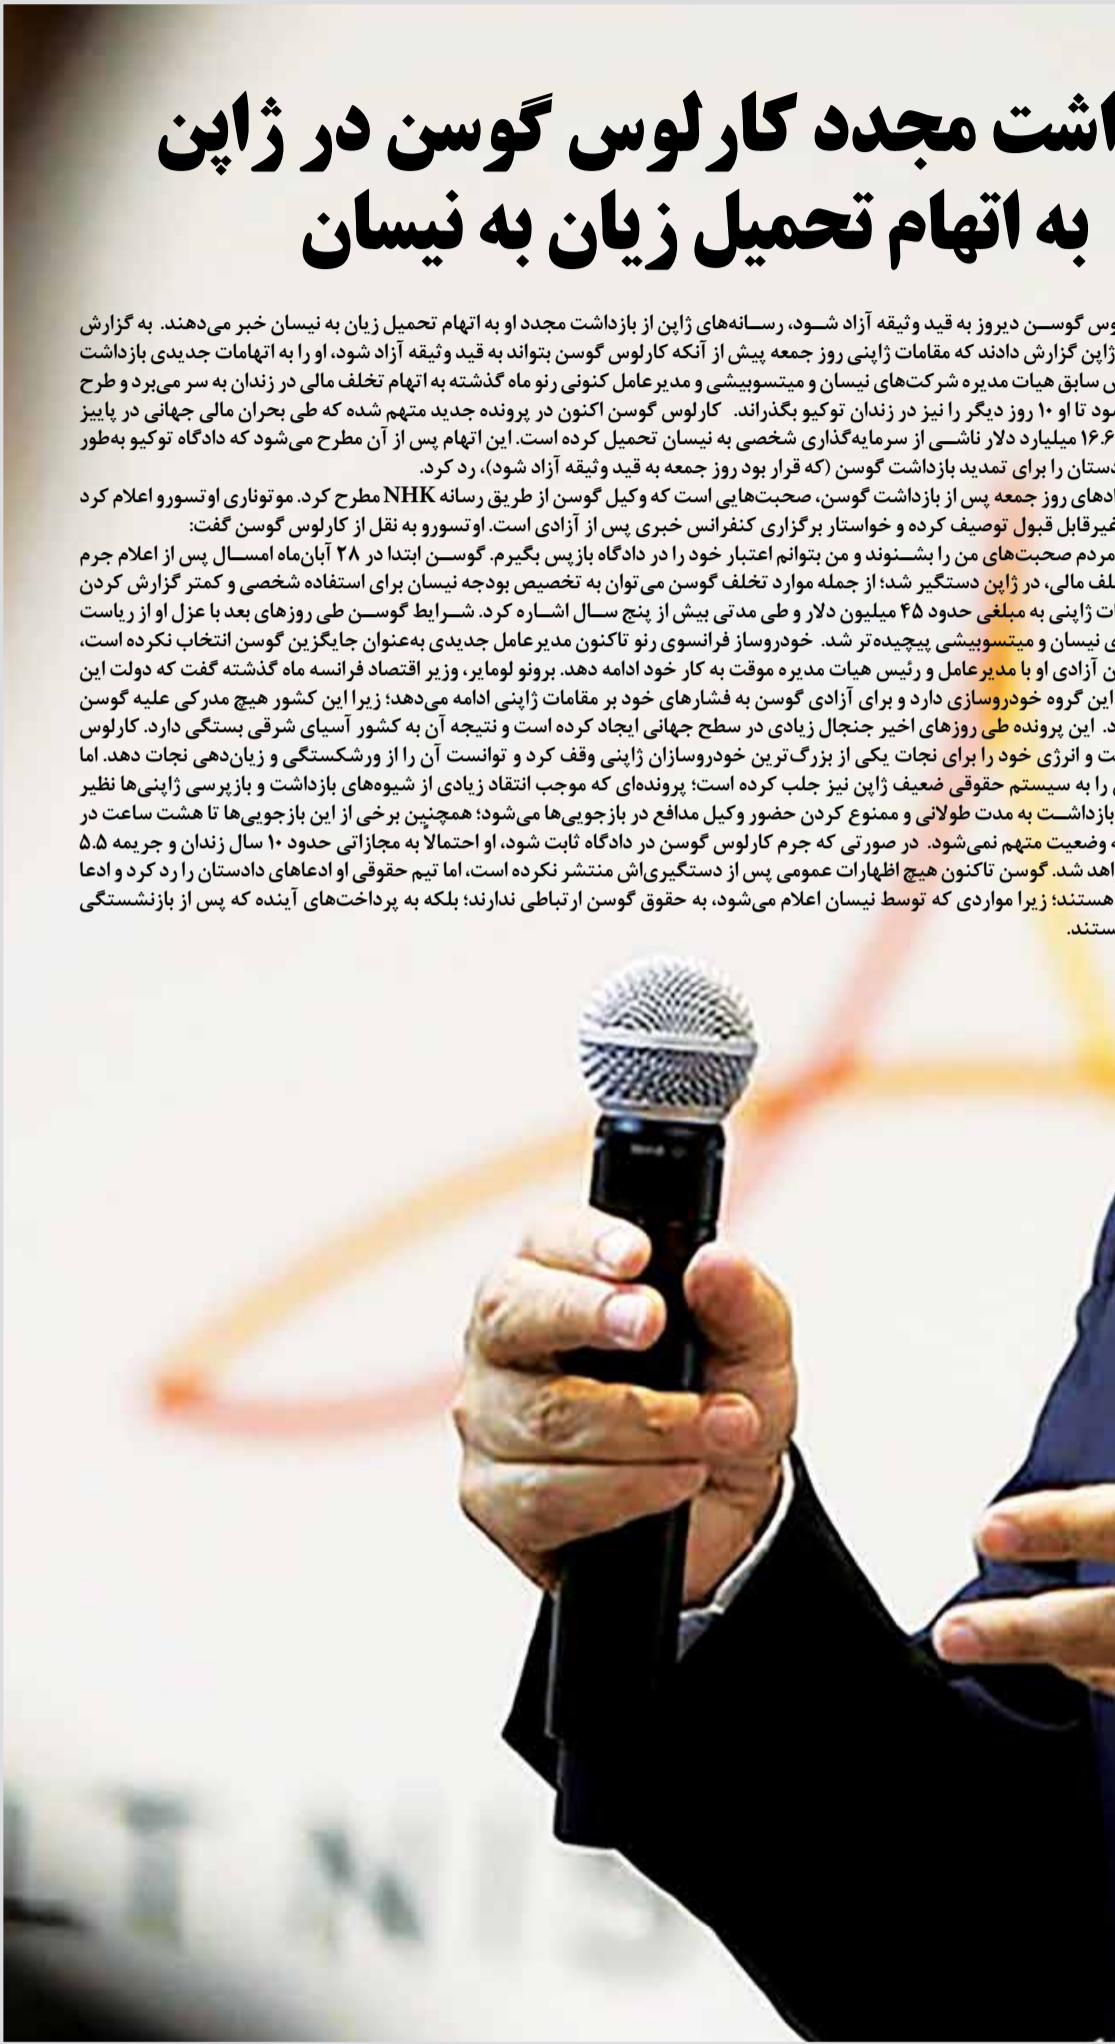 اشت مجدد کارلوس گوسن در ژاپن
به اتهام تحمیل زیان به نیسان
وس گوسن دیروز به قید وثیقه آزاد شود، رسانه‌های ژاپن از بازداشت مجدد او به اتهام تحمیل زیان به نیسان خبر می‌دهند. به گزارش
ژاپن گزارش دادند که مقامات ژاپنی روز جمعه پیش از آنکه کارلوس گوسن بتواند به قید وثیقه آزاد شود، او را به اتهامات جدیدی بازداشت
س سابق هیات مدیره شرکت‌های نیسان و میتسوبیشی و مدیرعامل کنونی رنو ماه گذشته به اتهام تخلف مالی در زندان به سر می‌برد و طرح
سود تا او ۱۰ روز دیگر را نیز در زندان توکیو بگذراند. کارلوس گوسن اکنون در پرونده جدید متهم شده که طی بحران مالی جهانی در پاییز
۱۶.۶ میلیارد دلار ناشی از سرمایه‌گذاری شخصی به نیسان تحمیل کرده است. این اتهام پس از آن مطرح می‌شود که دادگاه توکیو به‌طور
دستان را برای تمدید بازداشت گوسن (که قرار بود روز جمعه به قید وثیقه آزاد شود)، رد کرد.
ادهای روز جمعه پس از بازداشت گوسن، صحبت‌هایی است که وکیل گوسن از طریق رسانه NHK مطرح کرد. موتوناری اوتسورو اعلام کرد
غیرقابل قبول توصیف کرده و خواستار برگزاری کنفرانس خبری پس از آزادی است. اوتسورو به نقل از کارلوس گوسن گفت:
مردم صحبت‌های من را بشنوند و من بتوانم اعتبار خود را در دادگاه بازپس بگیرم. گوسن ابتدا در ۲۸ آبان‌ماه امسال پس از اعلام جرم
لف مالی، در ژاپن دستگیر شد؛ از جمله موارد تخلف گوسن می‌توان به تخصیص بودجه نیسان برای استفاده شخصی و کمتر گزارش کردن
ات ژاپنی به مبلغی حدود ۴۵ میلیون دلار و طی مدتی بیش از پنج سال اشاره کرد. شرایط گوسن طی روزهای بعد با عزل او از ریاست
ی نیسان و میتسوبیشی پیچیده‌تر شد. خودروساز فرانسوی رنو تاکنون مدیرعامل جدیدی به‌عنوان جایگزین گوسن انتخاب نکرده است،
ن آزادی او با مدیرعامل و رئیس هیات مدیره موقت به کار خود ادامه دهد. برونو لومایر، وزیر اقتصاد فرانسه ماه گذشته گفت که دولت این
این گروه خودروسازی دارد و برای آزادی گوسن به فشارهای خود بر مقامات ژاپنی ادامه می‌دهد؛ زیرا این کشور هیچ مدرکی علیه گوسن
د. این پرونده طی روزهای اخیر جنجال زیادی در سطح جهانی ایجاد کرده است و نتیجه آن به کشور آسیای شرقی بستگی دارد. کارلوس
ت و انرژی خود را برای نجات یکی از بزرگ‌ترین خودروسازان ژاپنی وقف کرد و توانست آن را از ورشکستگی و زیان‌دهی نجات دهد. اما
ی را به سیستم حقوقی ضعیف ژاپن نیز جلب کرده است؛ پرونده‌ای که موجب انتقاد زیادی از شیوه‌های بازداشت و بازپرسی ژاپنی‌ها نظیر
بازداشت به مدت طولانی و ممنوع کردن حضور وکیل مدافع در بازجویی‌ها می‌شود؛ همچنین برخی از این بازجویی‌ها تا هشت ساعت در
ه وضعیت متهم نمی‌شود. در صورتی که جرم کارلوس گوسن در دادگاه ثابت شود، او احتمالاً به مجازاتی حدود ۱۰ سال زندان و جریمه ۵.۵
اهد شد. گوسن تاکنون هیچ اظهارات عمومی پس از دستگیری‌اش منتشر نکرده است، اما تیم حقوقی او ادعاهای دادستان را رد کرد و ادعا
هستند؛ زیرا مواردی که توسط نیسان اعلام می‌شود، به حقوق گوسن ارتباطی ندارند؛ بلکه به پرداخت‌های آینده که پس از بازنشستگی
ستند.
LT NIS